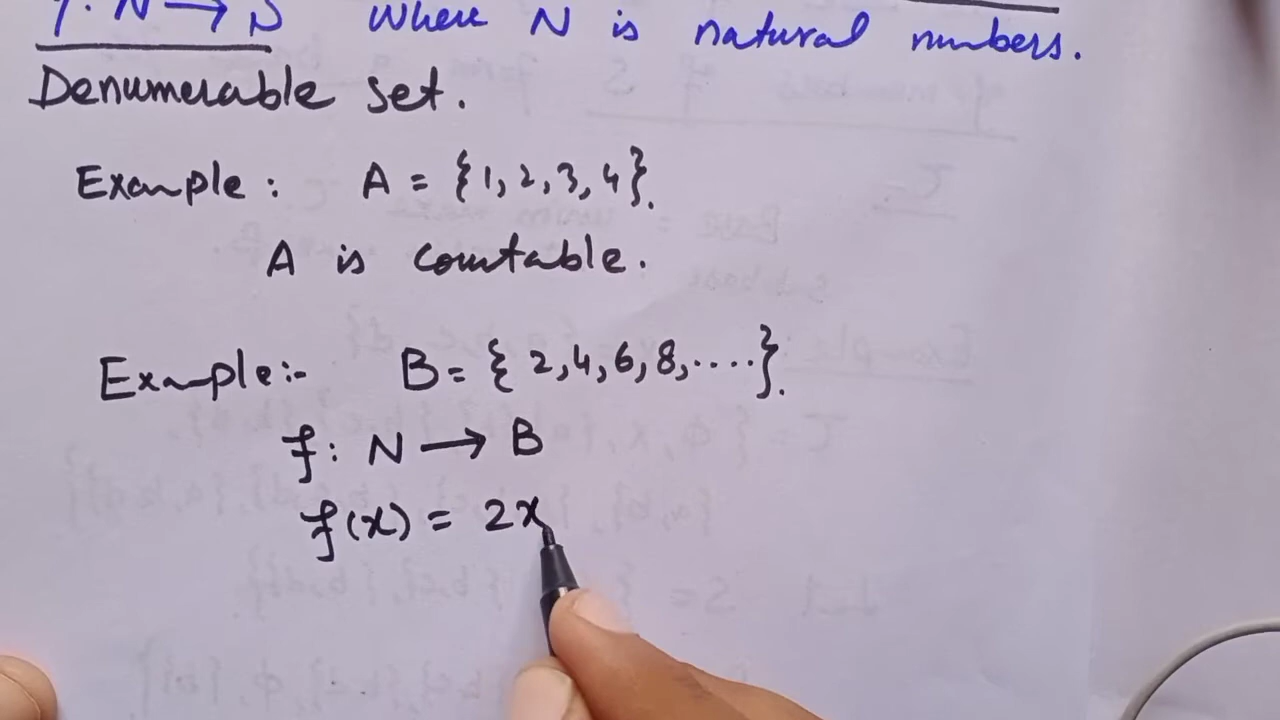 f: N → S where N is natural numbers.
Denumerable set.
Example : A = {1, 2, 3, 4}.
A is countable.
Example:- B = { 2, 4, 6, 8, ....}.
f: N → B
f(x) = 2x